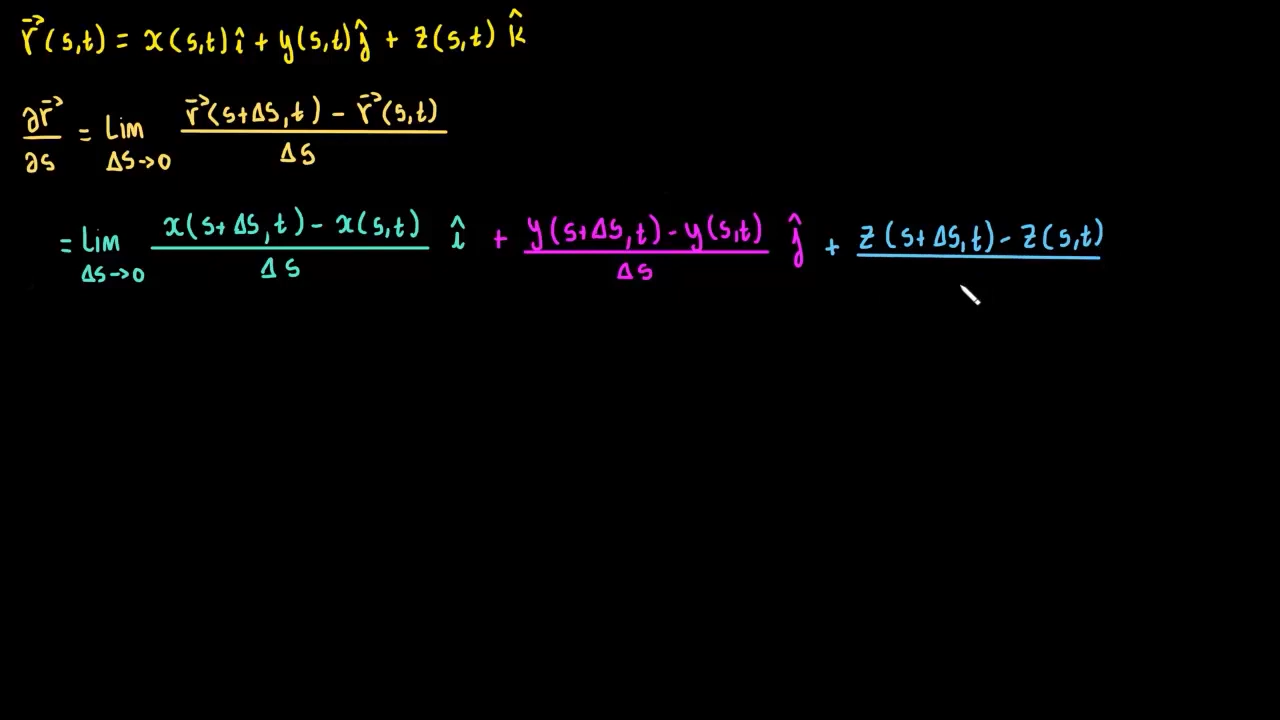 r⃗(s,t) = x(s,t) î + y(s,t) ĵ + z(s,t) k̂
∂r⃗/∂s = Lim Δs→0 (r⃗(s+Δs,t) − r⃗(s,t))/Δs
= Lim Δs→0 (x(s+Δs,t) − x(s,t))/Δs î + (y(s+Δs,t) − y(s,t))/Δs ĵ + z(s+Δs,t) − z(s,t)